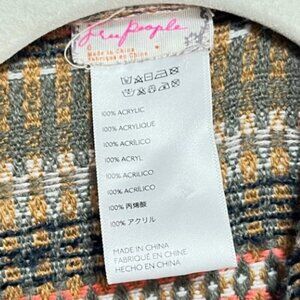 free people
Made in China
Fabriqué en Chine
100% ACRYLIC
100% ACRYLIQUE
100% ACRÍLICO
100% ACRYL
100% ACRILICO
100% ACRÍLICO
100% 丙烯酸
100% アクリル
MADE IN CHINA
FABRIQUÉ EN CHINE
HECHO EN CHINA